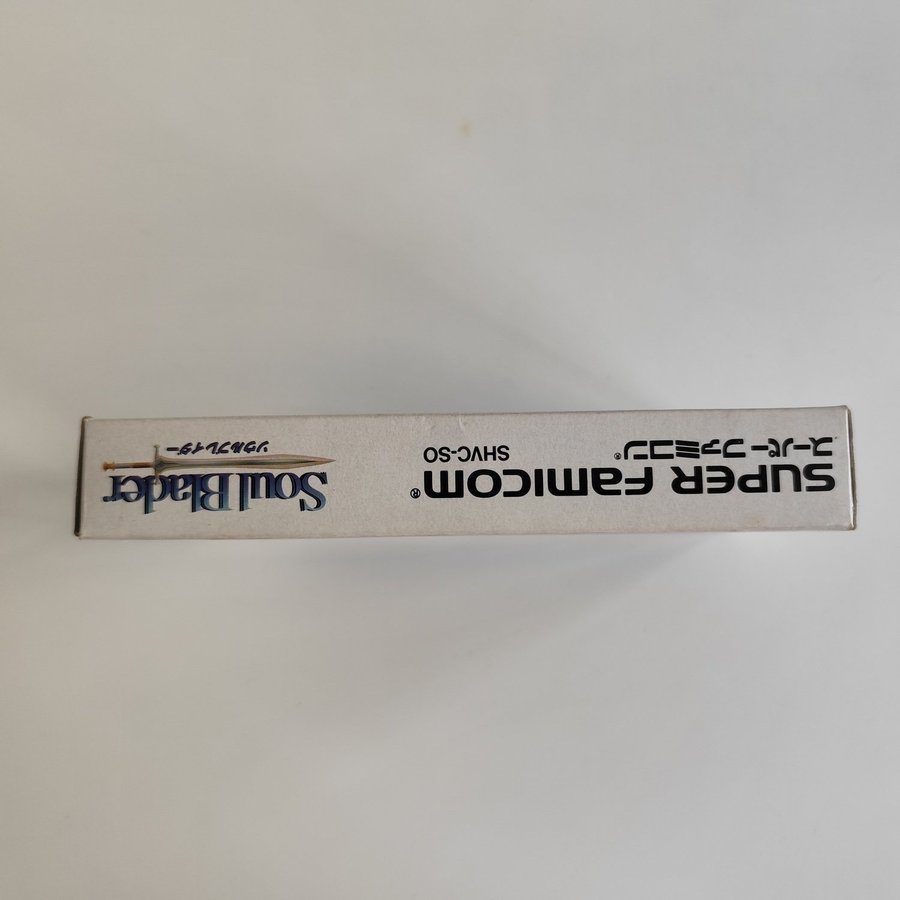 SUPER FAMICOM®
スーパーファミコン®
SHVC-SO
Soul Blader
ソウルブレイダー